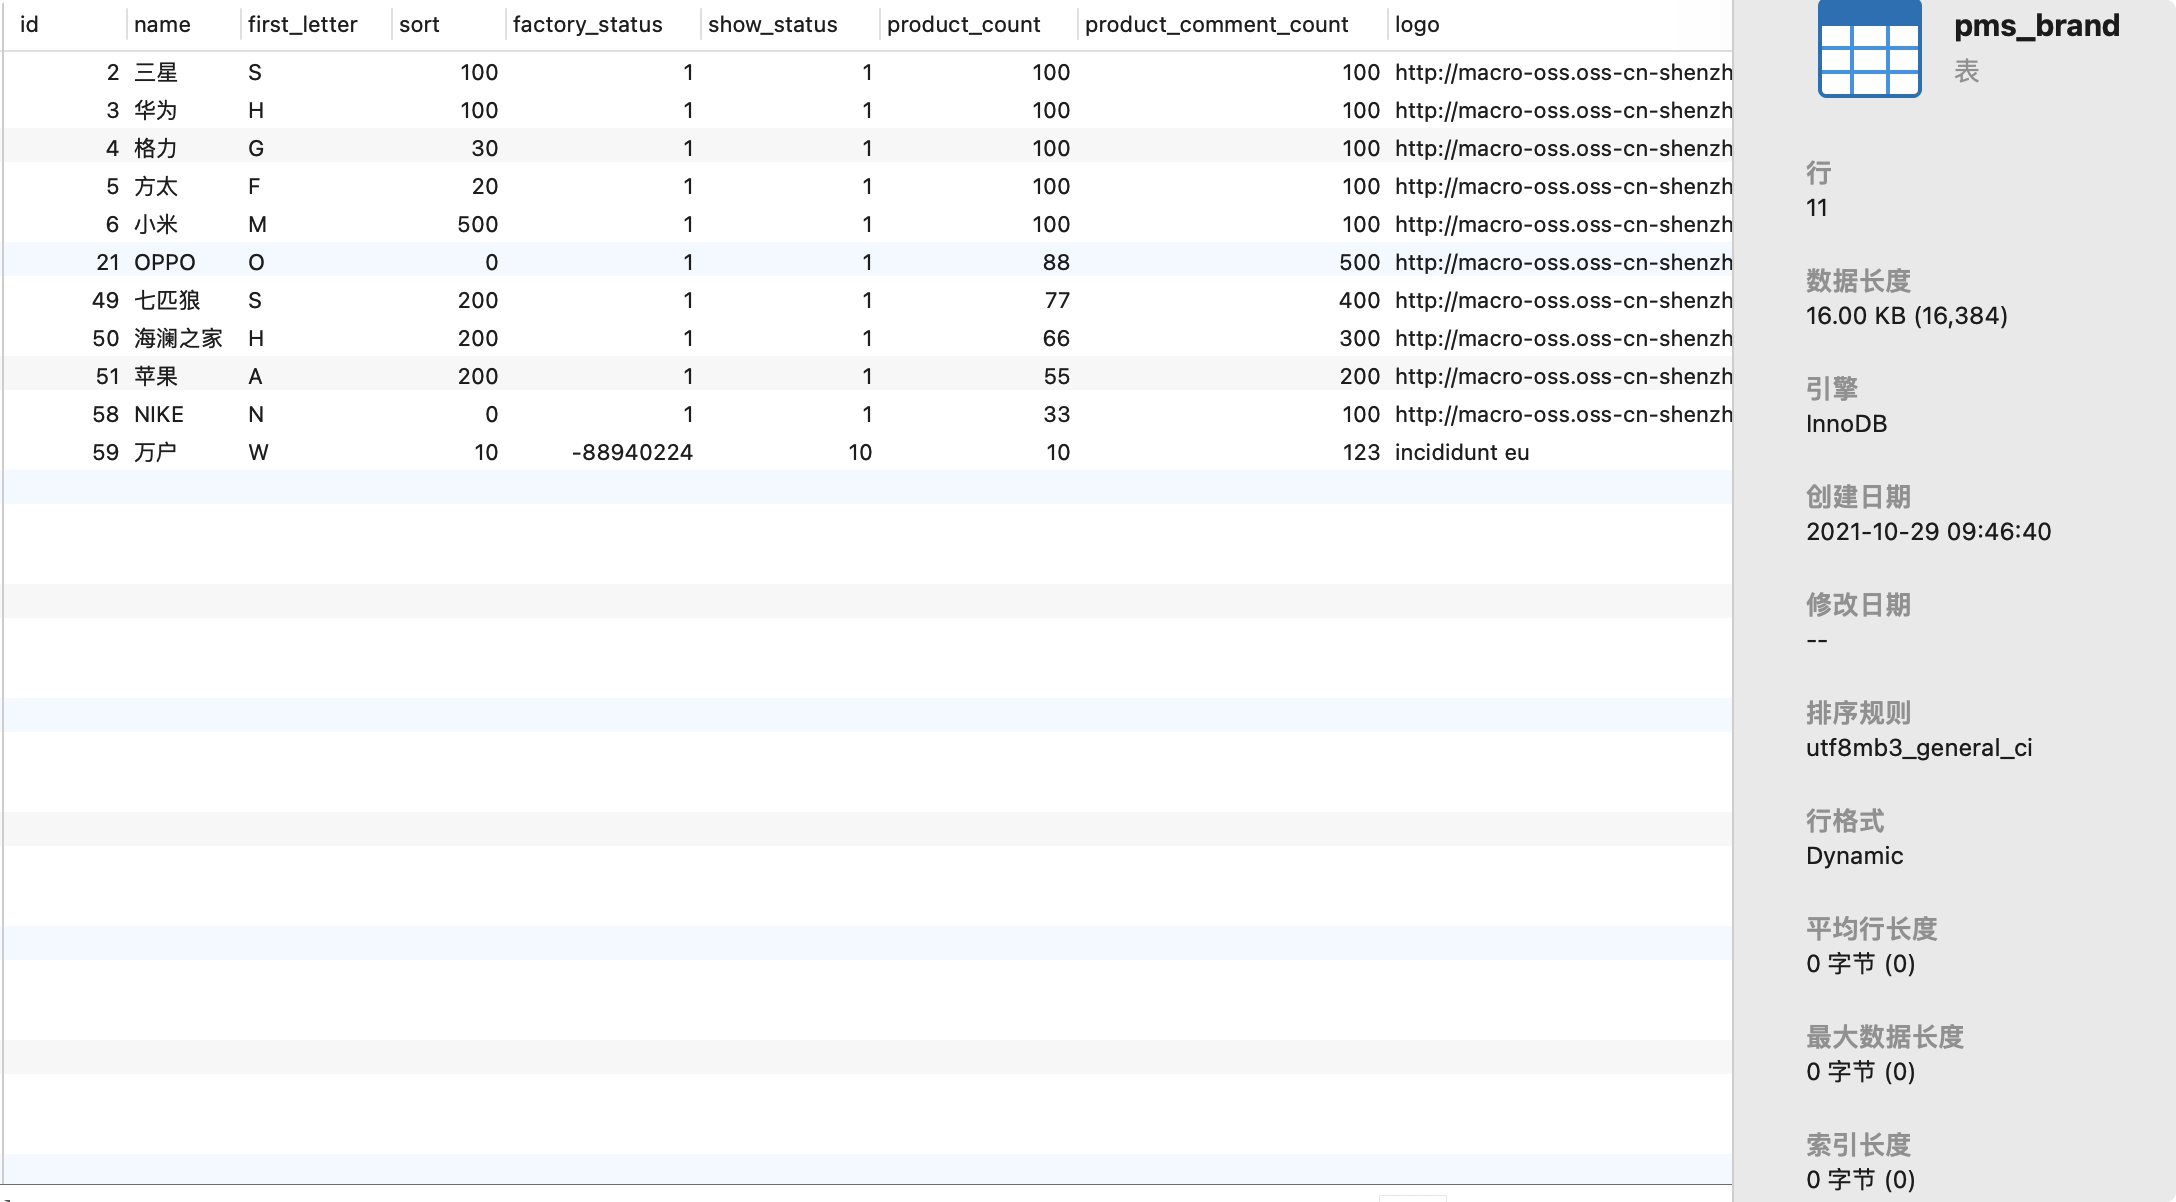 id name first_letter sort factory_status show_status product_count product_comment_count logo
2 三星 S 100 1 1 100 100 http://macro-oss.oss-cn-shenzh
3 华为 H 100 1 1 100 100 http://macro-oss.oss-cn-shenzh
4 格力 G 30 1 1 100 100 http://macro-oss.oss-cn-shenzh
5 方太 F 20 1 1 100 100 http://macro-oss.oss-cn-shenzh
6 小米 M 500 1 1 100 100 http://macro-oss.oss-cn-shenzh
21 OPPO O 0 1 1 88 500 http://macro-oss.oss-cn-shenzh
49 七匹狼 S 200 1 1 77 400 http://macro-oss.oss-cn-shenzh
50 海澜之家 H 200 1 1 66 300 http://macro-oss.oss-cn-shenzh
51 苹果 A 200 1 1 55 200 http://macro-oss.oss-cn-shenzh
58 NIKE N 0 1 1 33 100 http://macro-oss.oss-cn-shenzh
59 万户 W 10 -88940224 10 10 123 incididunt eu
pms_brand
表
行
11
数据长度
16.00 KB (16,384)
引擎
InnoDB
创建日期
2021-10-29 09:46:40
修改日期
--
排序规则
utf8mb3_general_ci
行格式
Dynamic
平均行长度
0 字节 (0)
最大数据长度
0 字节 (0)
索引长度
0 字节 (0)